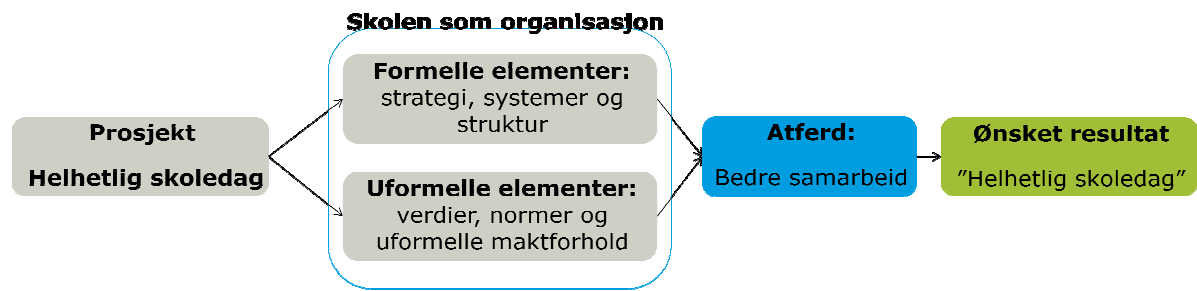 Skolen som organisasjon
Prosjekt
Helhetlig skoledag
Formelle elementer:
strategi, systemer og
struktur
Uformelle elementer:
verdier, normer og
uformelle maktforhold
Atferd:
Bedre samarbeid
Ønsket resultat
”Helhetlig skoledag”